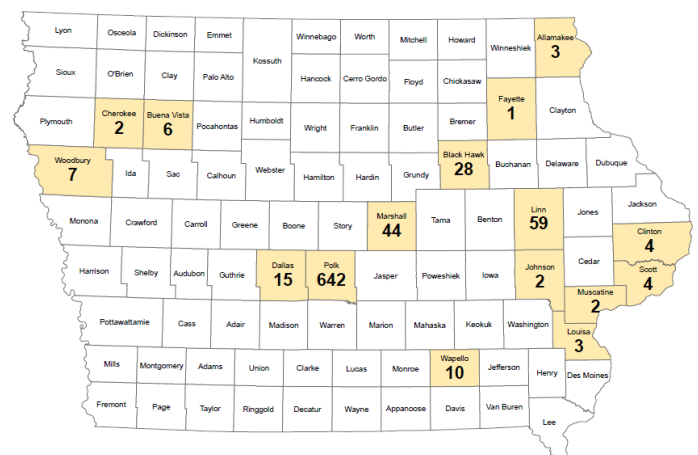 Lyon
Osceola
Dickinson
Emmet
Kossuth
Winnebago
Worth
Mitchell
Howard
Winneshiek
Allamakee
3
Sioux
O'Brien
Clay
Palo Alto
Hancock
Cerro Gordo
Floyd
Chickasaw
Fayette
1
Clayton
Plymouth
Cherokee
2
Buena Vista
6
Pocahontas
Humboldt
Wright
Franklin
Butler
Bremer
Woodbury
7
Ida
Sac
Calhoun
Webster
Hamilton
Hardin
Grundy
Black Hawk
28
Buchanan
Delaware
Dubuque
Monona
Crawford
Carroll
Greene
Boone
Story
Marshall
44
Tama
Benton
Linn
59
Jones
Jackson
Clinton
4
Harrison
Shelby
Audubon
Guthrie
Dallas
15
Polk
642
Jasper
Poweshiek
Iowa
Johnson
2
Cedar
Scott
4
Muscatine
2
Pottawattamie
Cass
Adair
Madison
Warren
Marion
Mahaska
Keokuk
Washington
Louisa
3
Mills
Montgomery
Adams
Union
Clarke
Lucas
Monroe
Wapello
10
Jefferson
Henry
Des Moines
Fremont
Page
Taylor
Ringgold
Decatur
Wayne
Appanoose
Davis
Van Buren
Lee